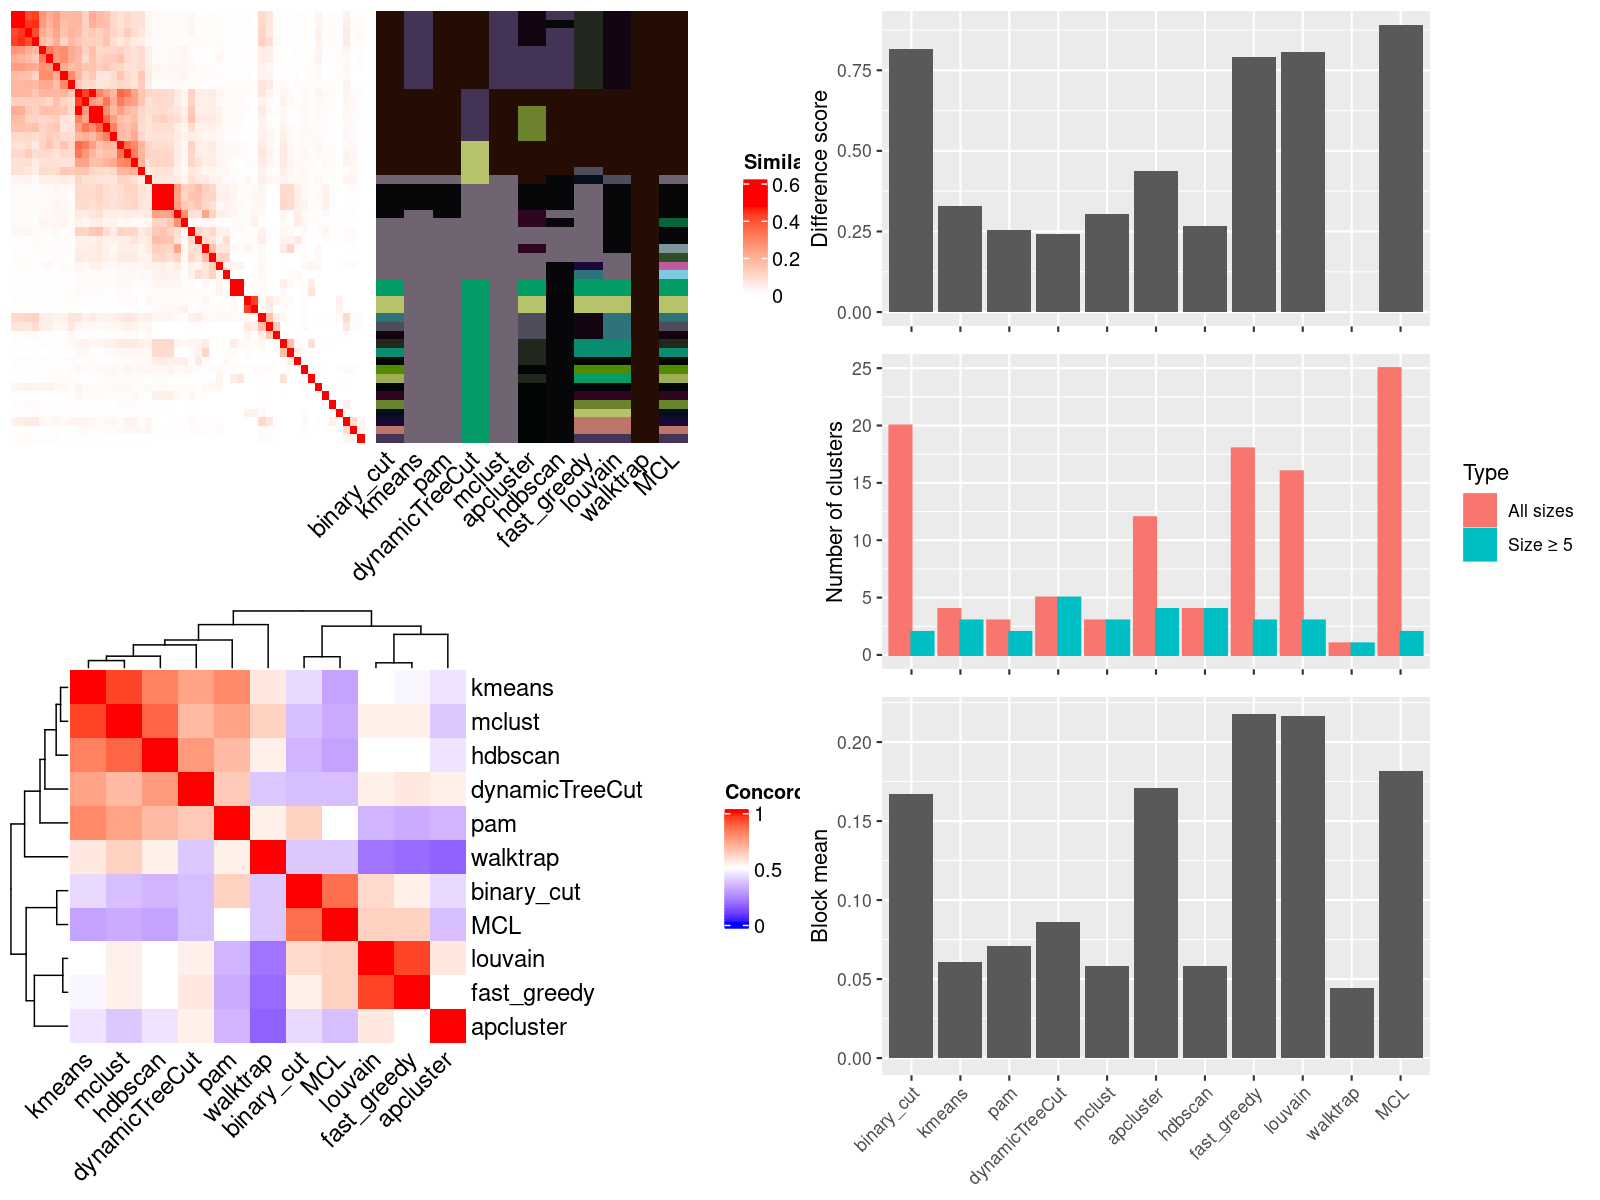 Simila
0.6
0.4
0.2
0
binary_cut
kmeans
pam
dynamicTreeCut
mclust
apcluster
hdbscan
fast_greedy
louvain
walktrap
MCL
kmeans
mclust
hdbscan
dynamicTreeCut
pam
walktrap
binary_cut
MCL
louvain
fast_greedy
apcluster
kmeans
mclust
hdbscan
dynamicTreeCut
pam
walktrap
binary_cut
MCL
louvain
fast_greedy
apcluster
Concord
1
0.5
0
Difference score
0.75
0.50
0.25
0.00
Number of clusters
25
20
15
10
5
0
Type
All sizes
Size ≥ 5
Block mean
0.20
0.15
0.10
0.05
0.00
binary_cut
kmeans
pam
dynamicTreeCut
mclust
apcluster
hdbscan
fast_greedy
louvain
walktrap
MCL